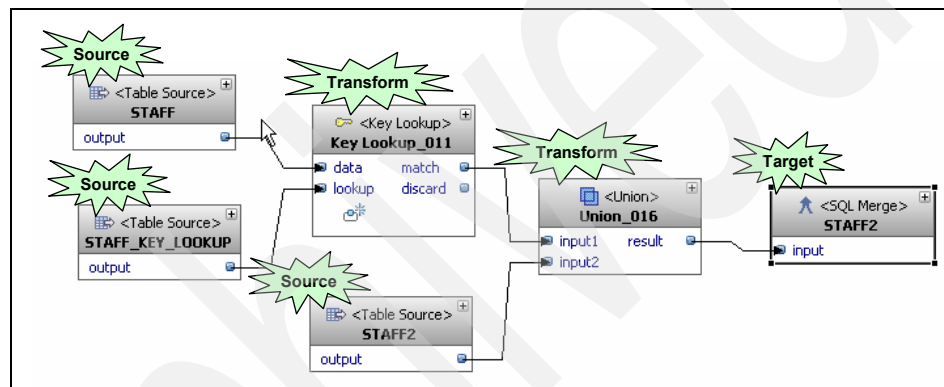 Source
<Table Source>
STAFF
output
Transform
<Key Lookup>
Key Lookup_011
data match
lookup discard
Source
<Table Source>
STAFF_KEY_LOOKUP
output
Transform
<Union>
Union_016
input1 result
input2
Target
<SQL Merge>
STAFF2
input
Source
<Table Source>
STAFF2
output